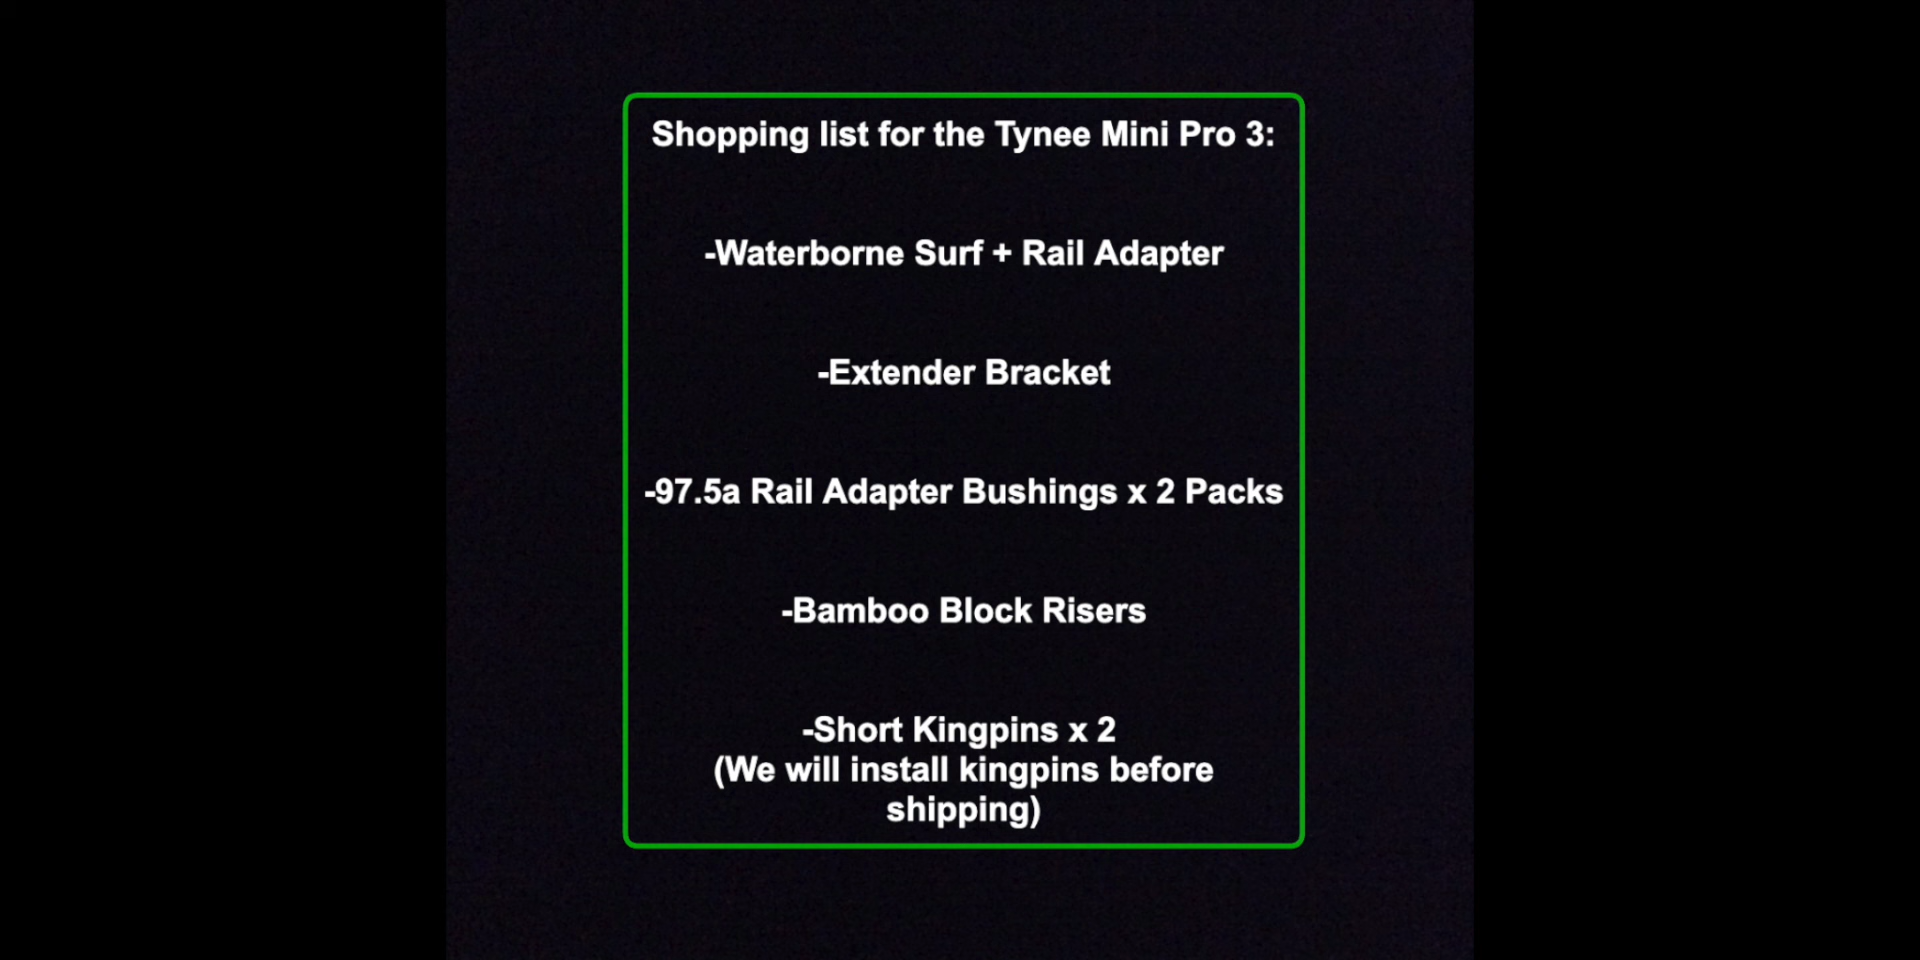 Shopping list for the Tynee Mini Pro 3:
-Waterborne Surf + Rail Adapter
-Extender Bracket
-97.5a Rail Adapter Bushings x 2 Packs
-Bamboo Block Risers
-Short Kingpins x 2
(We will install kingpins before
shipping)